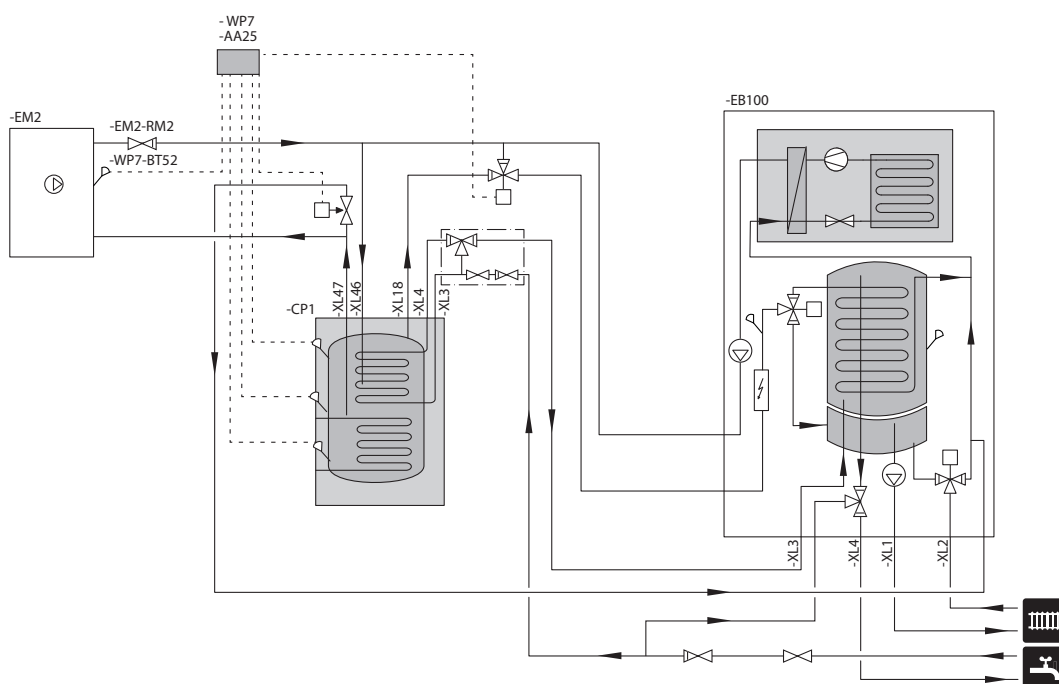 - WP7
-AA25
-EM2
-EM2-RM2
-WP7-BT52
-EB100
-CP1
-XL47
-XL46
-XL18
-XL4
-XL3
-XL3
-XL4
-XL1
-XL2